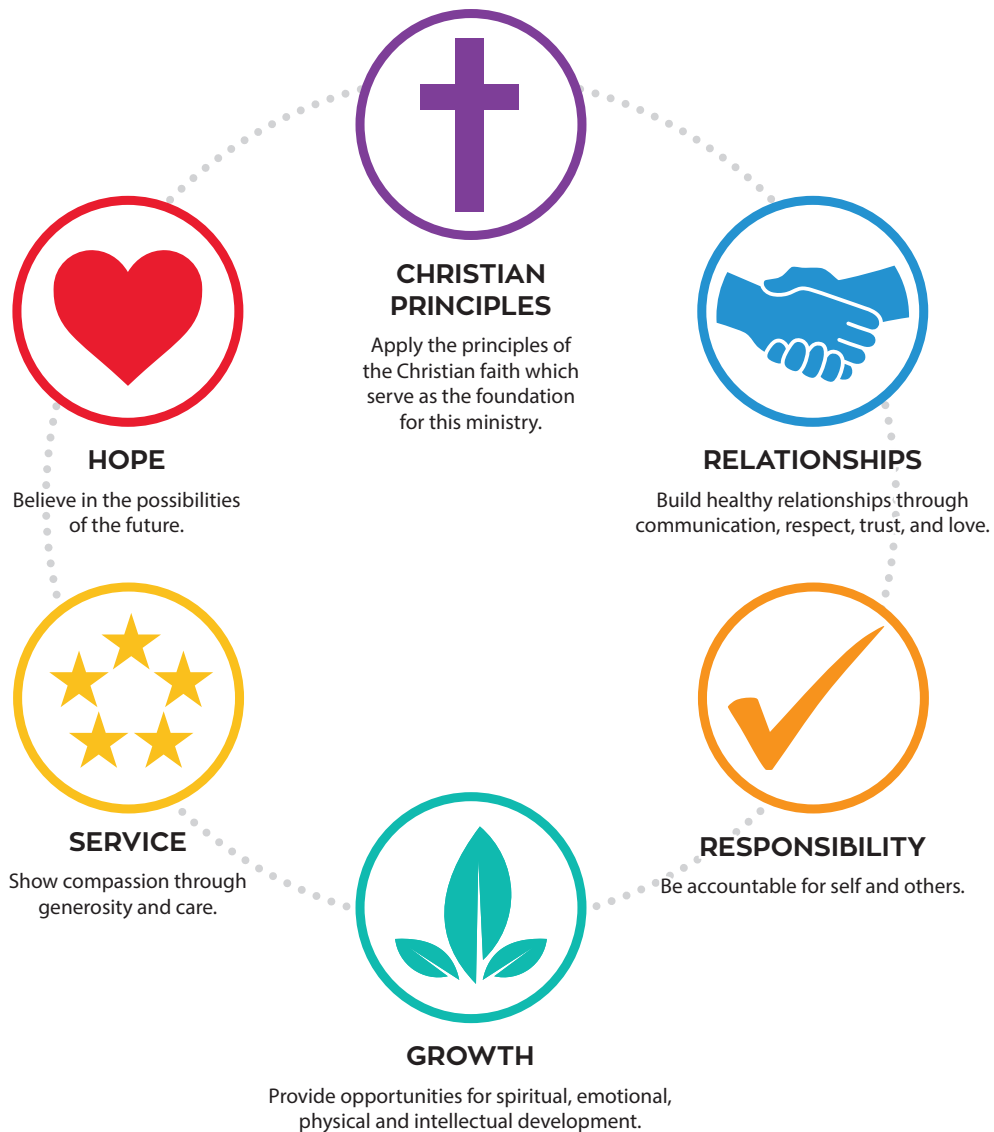 CHRISTIAN
PRINCIPLES
Apply the principles of
the Christian faith which
serve as the foundation
for this ministry.
HOPE
Believe in the possibilities
of the future.
RELATIONSHIPS
Build healthy relationships through
communication, respect, trust, and love.
SERVICE
Show compassion through
generosity and care.
RESPONSIBILITY
Be accountable for self and others.
GROWTH
Provide opportunities for spiritual, emotional,
physical and intellectual development.